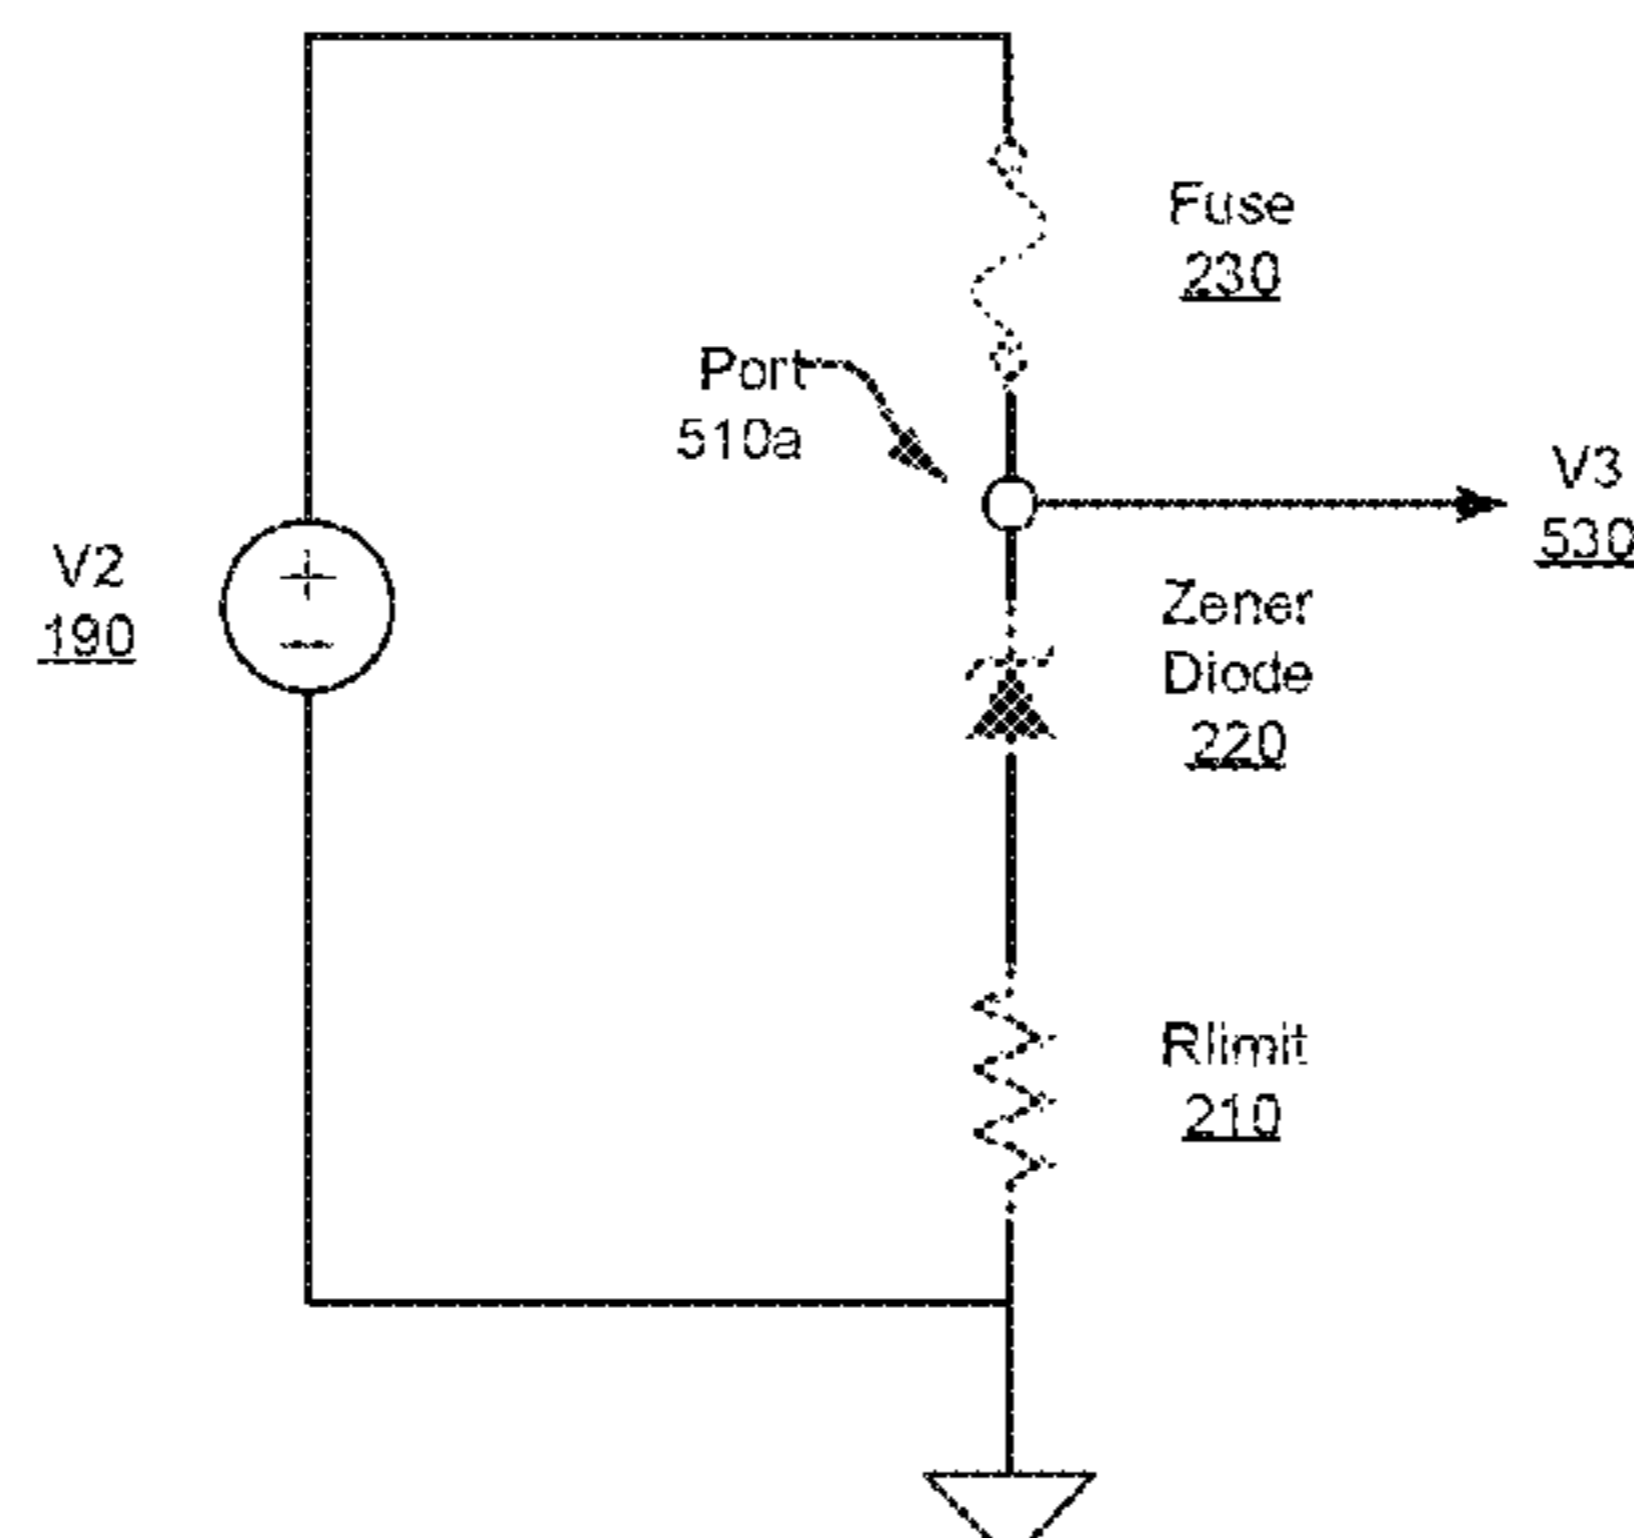 Fuse
230
Port
510a
V3
530
V2
+
−
190
Zener
Diode
220
Rlimit
210